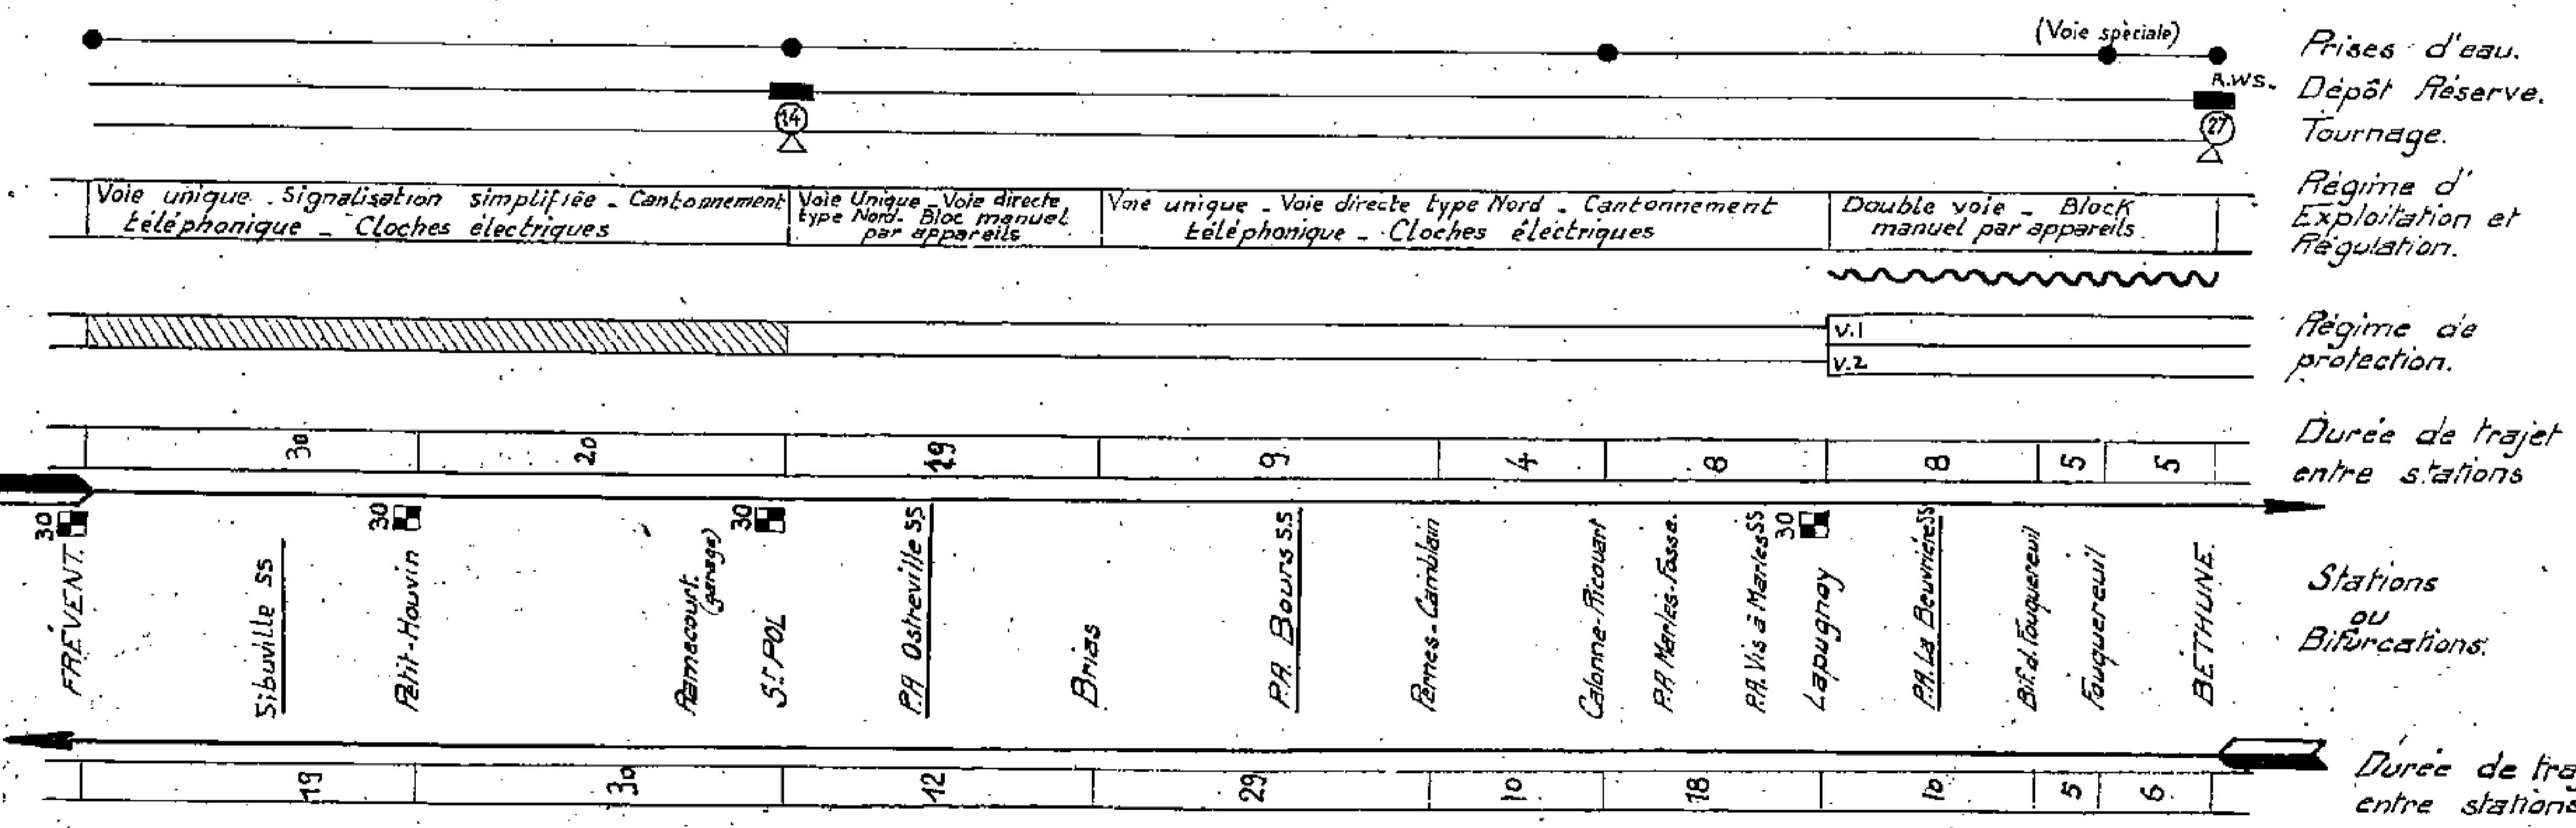 (Voie spéciale)
Prises d'eau.
R.WS.
Dépôt Réserve.
14
27
Tournage.
Voie unique - Signalisation simplifiée - Cantonnement
téléphonique - Cloches électriques
Voie Unique - Voie directe
type Nord - Bloc manuel
par appareils
Voie unique - Voie directe type Nord - Cantonnement
téléphonique - Cloches électriques
Double voie - Block
manuel par appareils.
Régime d'
Exploitation et
Régulation.
V.1
V.2
Régime de
protection.
30
20
19
9
4
8
8
5
5
Durée de trajet
entre stations
30
FRÉVENT.
Sibiville SS
30
Petit-Houvin
Ramecourt.
(garage)
30
St. POL
P.A Ostreville SS
Brias
P.A. Bours SS
Pernes-Camblain
Calonne-Ricouart
P.A Marles-Fosse.
P.A. Vis à Marles SS
30
Lapugnoy
P.A. La Beuvrière SS
Bif. d. Fouquereuil
Fouquereuil
BÉTHUNE.
Stations
ou
Bifurcations.
19
30
12
29
10
18
10
5
6
Durée de tra
entre stations